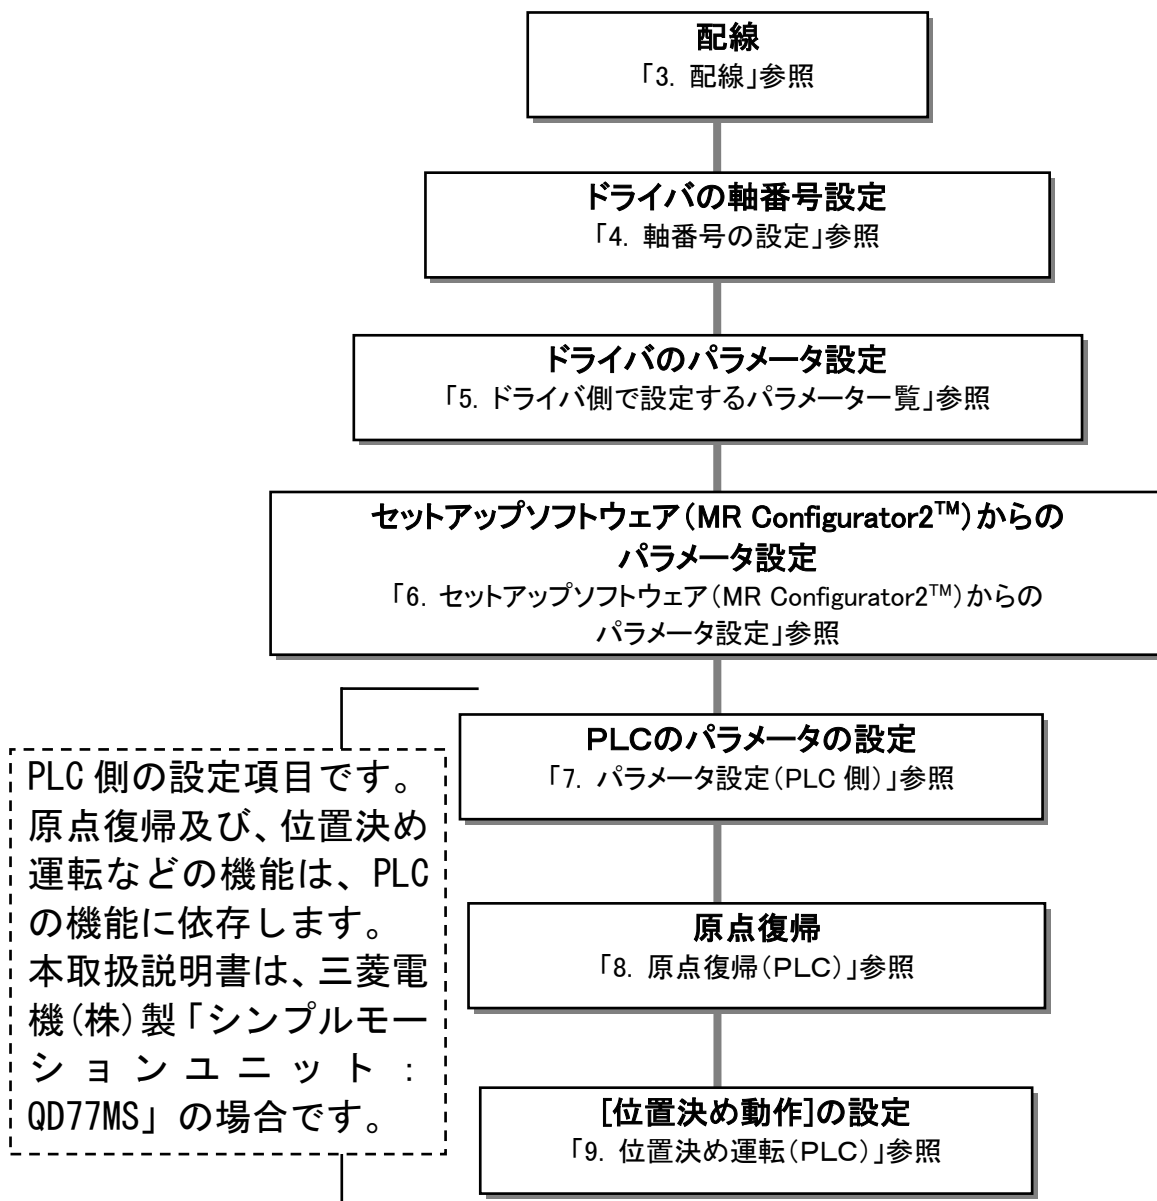 配線
「3. 配線」参照
ドライバの軸番号設定
「4. 軸番号の設定」参照
ドライバのパラメータ設定
「5. ドライバ側で設定するパラメーター覧」参照
セットアップソフトウェア(MR Configurator2™)からの
パラメータ設定
「6. セットアップソフトウェア(MR Configurator2™)からの
パラメータ設定」参照
PLCのパラメータの設定
「7. パラメータ設定(PLC 側)」参照
PLC 側の設定項目です。
原点復帰及び、位置決め
運転などの機能は、PLC
の機能に依存します。
本取扱説明書は、三菱電
機(株)製「シンプルモー
ションユニット:
QD77MS」の場合です。
原点復帰
「8. 原点復帰(PLC)」参照
[位置決め動作]の設定
「9. 位置決め運転(PLC)」参照